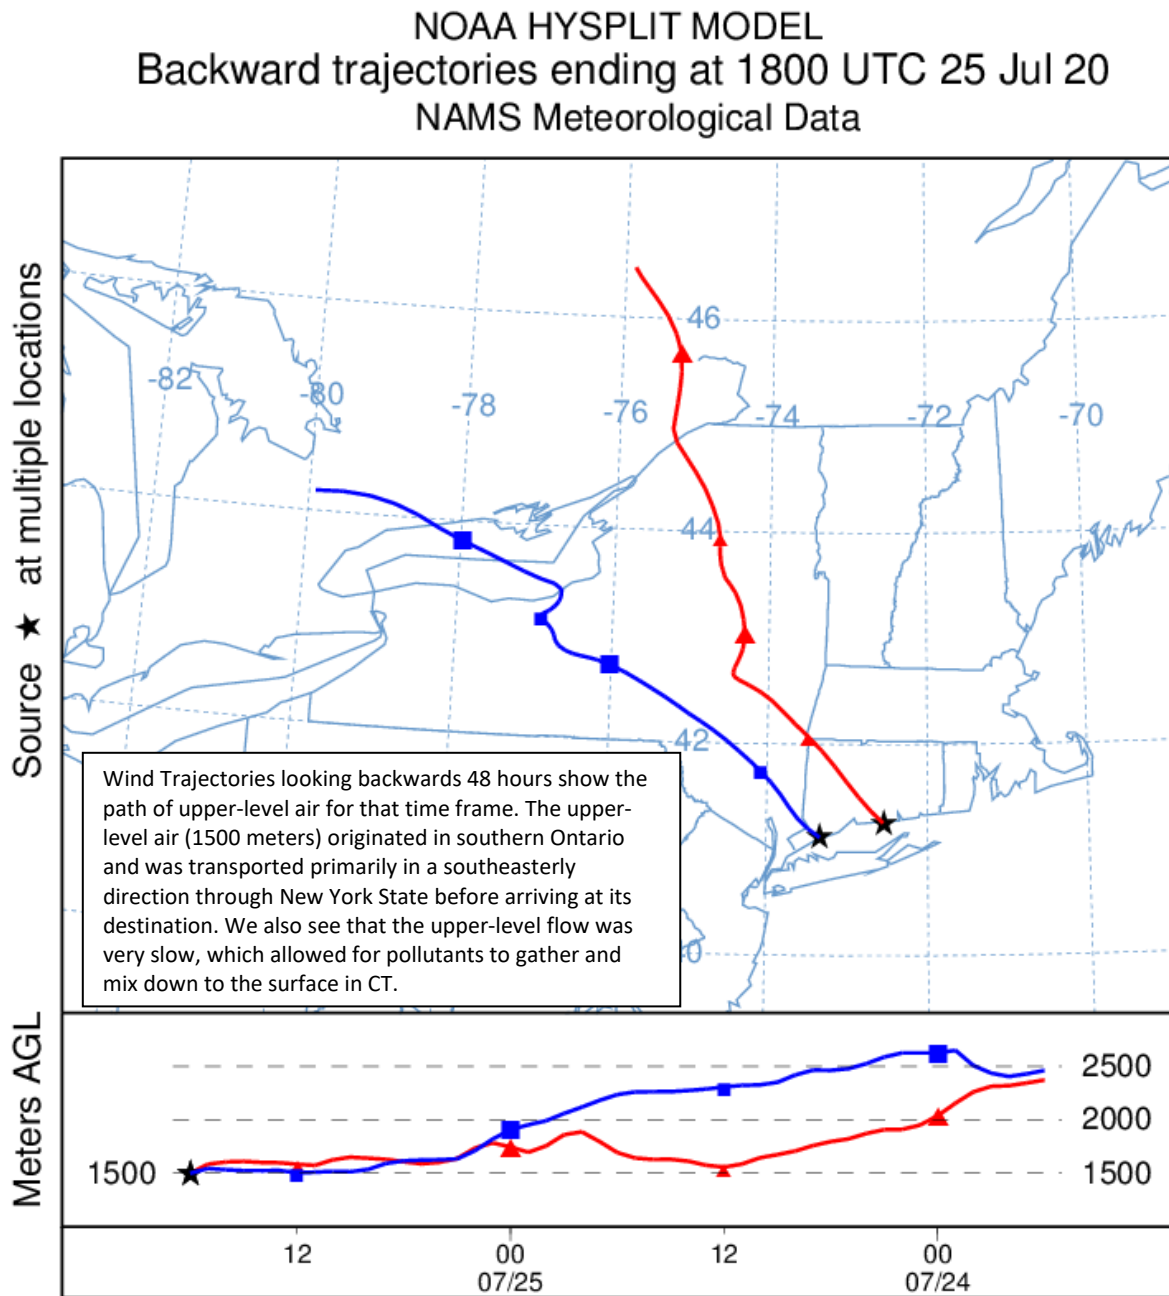 NOAA HYSPLIT MODEL
Backward trajectories ending at 1800 UTC 25 Jul 20
NAMS Meteorological Data
Source ★ at multiple locations
46
-82
-80
-78
-76
-74
-72
-70
44
42
Wind Trajectories looking backwards 48 hours show the
path of upper-level air for that time frame. The upper-
level air (1500 meters) originated in southern Ontario
and was transported primarily in a southeasterly
direction through New York State before arriving at its
destination. We also see that the upper-level flow was
very slow, which allowed for pollutants to gather and
mix down to the surface in CT.
0
Meters AGL
2500
2000
1500
1500
12
00
12
00
07/25
07/24